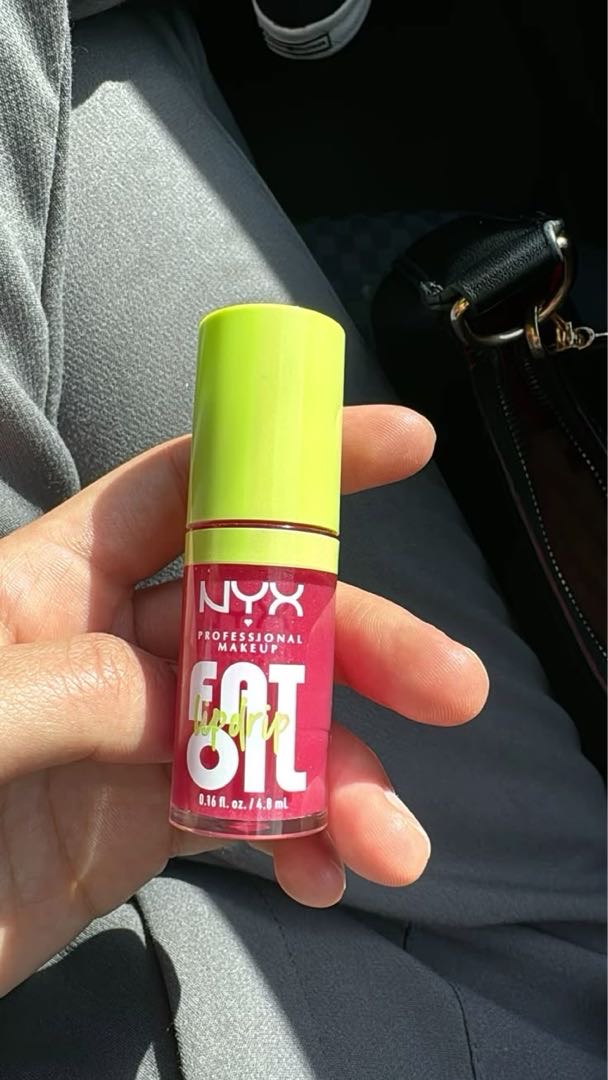 NYX
PROFESSIONAL
MAKEUP
FAT
lip drip
OIL
0.16 fl. oz. / 4.8 mL